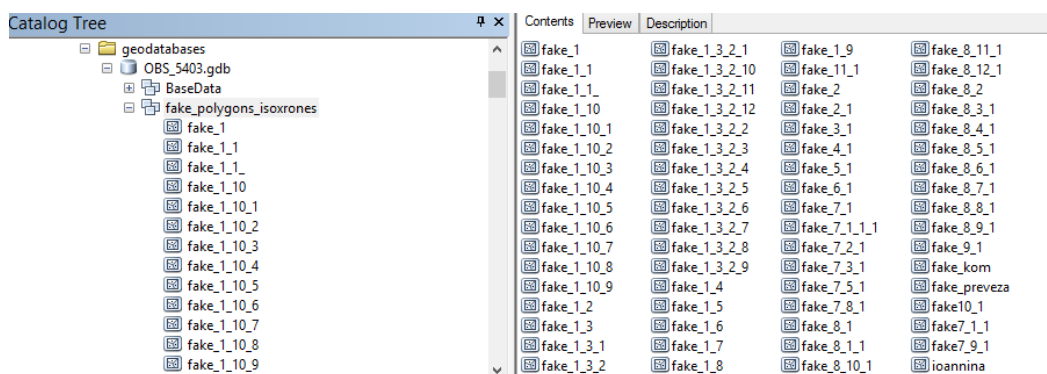 Catalog Tree
geodatabases
OBS_5403.gdb
BaseData
fake_polygons_isoxrones
fake_1
fake_1_1
fake_1_1_
fake_1_10
fake_1_10_1
fake_1_10_2
fake_1_10_3
fake_1_10_4
fake_1_10_5
fake_1_10_6
fake_1_10_7
fake_1_10_8
fake_1_10_9
Contents Preview Description
fake_1
fake_1_1
fake_1_1_
fake_1_10
fake_1_10_1
fake_1_10_2
fake_1_10_3
fake_1_10_4
fake_1_10_5
fake_1_10_6
fake_1_10_7
fake_1_10_8
fake_1_10_9
fake_1_2
fake_1_3
fake_1_3_1
fake_1_3_2
fake_1_3_2_1
fake_1_3_2_10
fake_1_3_2_11
fake_1_3_2_12
fake_1_3_2_2
fake_1_3_2_3
fake_1_3_2_4
fake_1_3_2_5
fake_1_3_2_6
fake_1_3_2_7
fake_1_3_2_8
fake_1_3_2_9
fake_1_4
fake_1_5
fake_1_6
fake_1_7
fake_1_8
fake_1_9
fake_11_1
fake_2
fake_2_1
fake_3_1
fake_4_1
fake_5_1
fake_6_1
fake_7_1
fake_7_1_1_1
fake_7_2_1
fake_7_3_1
fake_7_5_1
fake_7_8_1
fake_8_1
fake_8_1_1
fake_8_10_1
fake_8_11_1
fake_8_12_1
fake_8_2
fake_8_3_1
fake_8_4_1
fake_8_5_1
fake_8_6_1
fake_8_7_1
fake_8_8_1
fake_8_9_1
fake_9_1
fake_kom
fake_preveza
fake10_1
fake7_1_1
fake7_9_1
ioannina